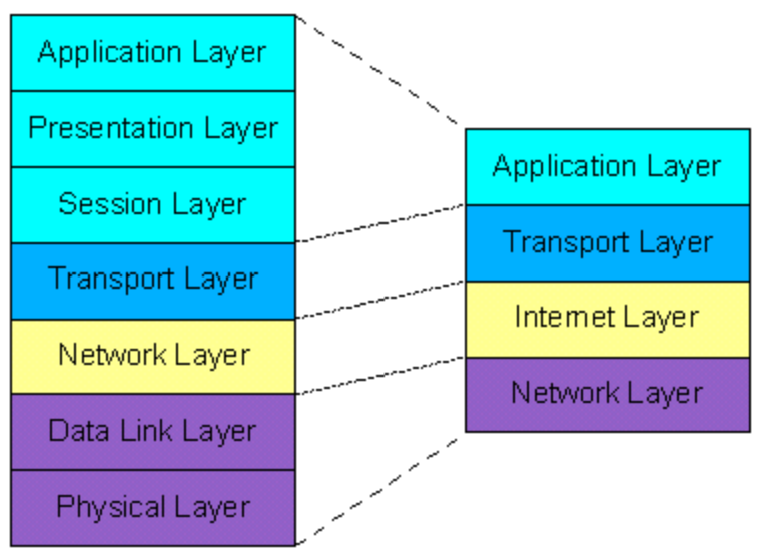 Application Layer
Presentation Layer
Session Layer
Transport Layer
Network Layer
Data Link Layer
Physical Layer
Application Layer
Transport Layer
Internet Layer
Network Layer